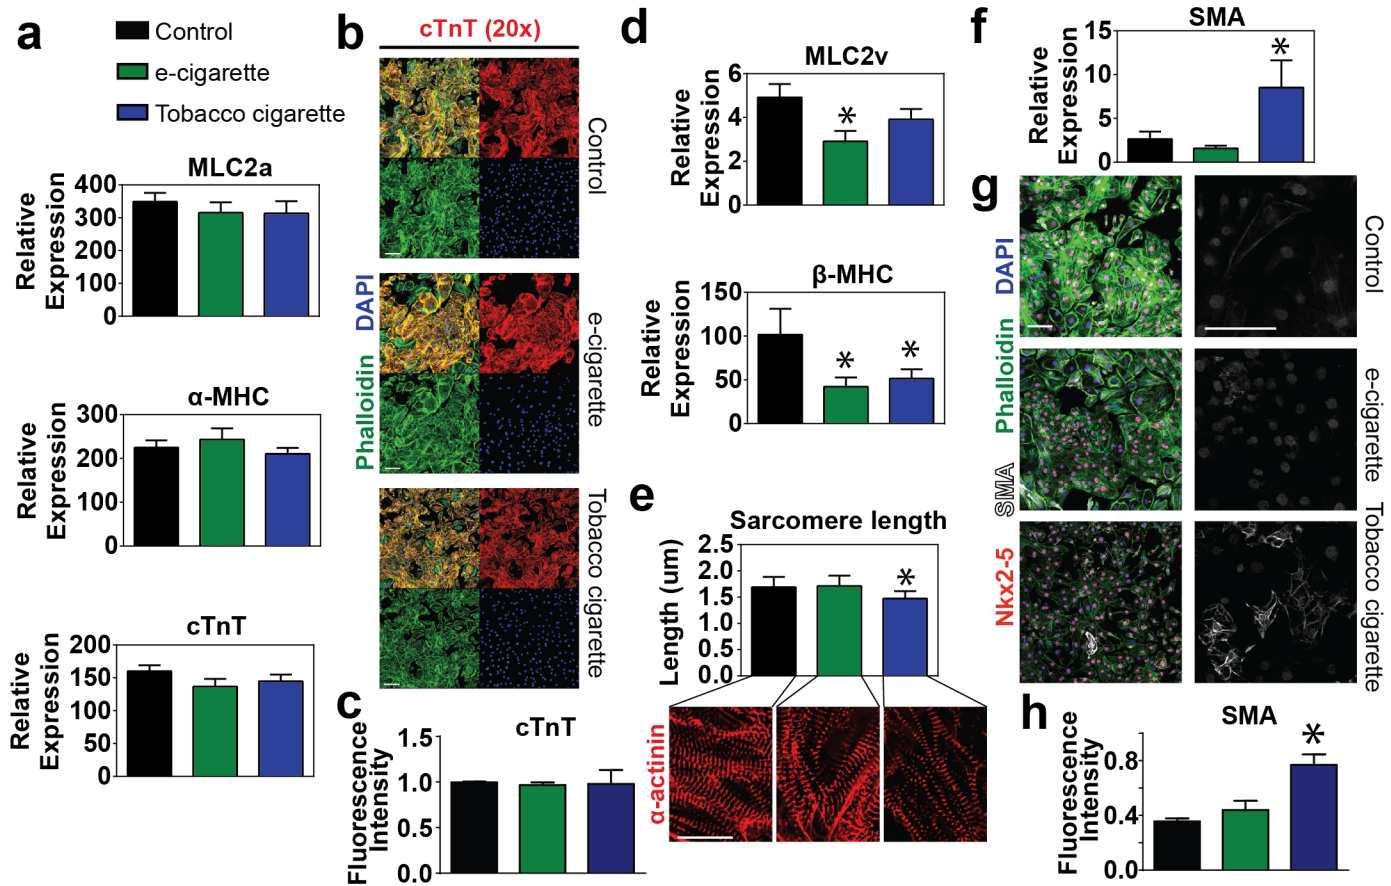 a
Control
e-cigarette
Tobacco cigarette
MLC2a
Relative
Expression
400
300
200
100
0
α-MHC
Relative
Expression
300
200
100
0
cTnT
Relative
Expression
200
150
100
50
0
b
cTnT (20x)
Phalloidin DAPI
Control
e-cigarette
Tobacco cigarette
c
cTnT
Fluorescence
Intensity
1.5
1.0
0.5
0.0
d
MLC2v
Relative
Expression
6
4
2
0
*
β-MHC
Relative
Expression
150
100
50
0
*
*
e
Sarcomere length
Length (um)
2.5
2.0
1.5
1.0
0.5
0.0
*
α-actinin
f
SMA
Relative
Expression
15
10
5
0
*
g
Nkx2-5 SMA Phalloidin DAPI
Control
e-cigarette
Tobacco cigarette
h
SMA
Fluorescence
Intensity
0.8
0.4
0.0
*